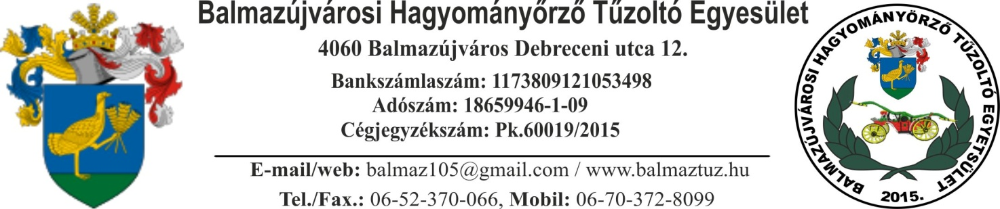 Balmazújvárosi Hagyományőrző Tűzoltó Egyesület
4060 Balmazújváros Debreceni utca 12.
Bankszámlaszám: 1173809121053498
Adószám: 18659946-1-09
Cégjegyzékszám: Pk.60019/2015
E-mail/web: balmaz105@gmail.com / www.balmaztuz.hu
Tel./Fax.: 06-52-370-066, Mobil: 06-70-372-8099
BALMAZÚJVÁROSI HAGYOMÁNYÖRZŐ TŰZOLTÓ EGYETSÜLET
2015.